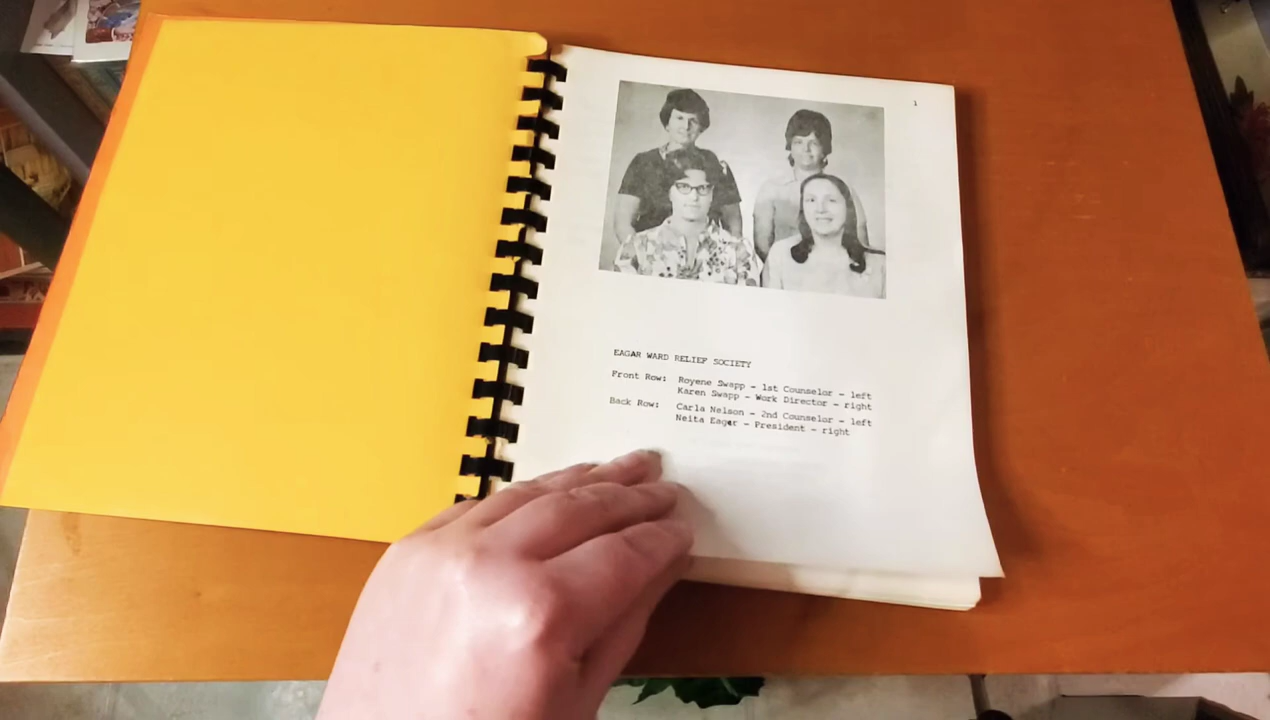 1
EAGAR WARD RELIEF SOCIETY
Front Row: Royene Swapp - 1st Counselor - left
Karen Swapp - Work Director - right
Back Row: Carla Nelson - 2nd Counselor - left
Neita Eagar - President - right